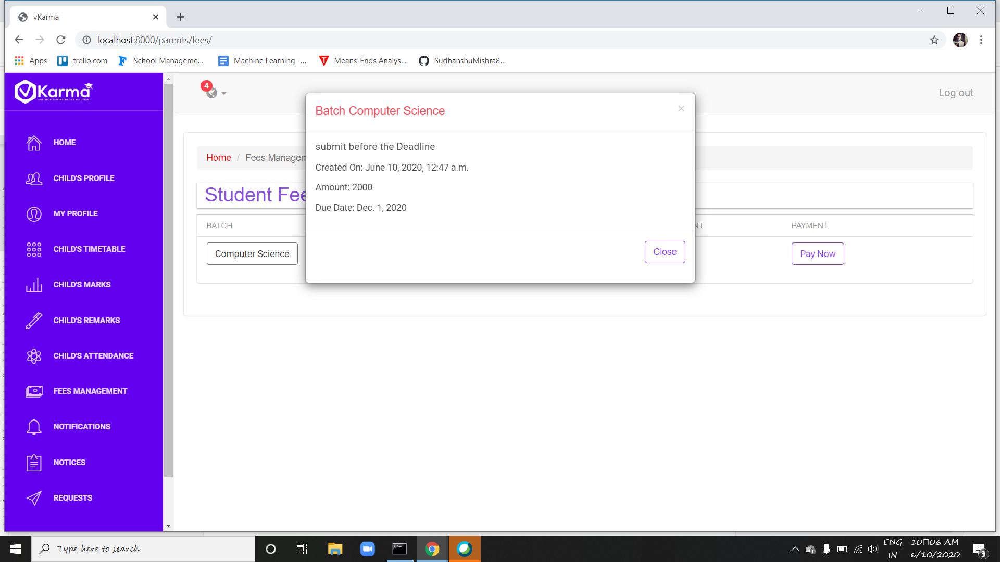 vKarma
localhost:8000/parents/fees/
Apps
trello.com
School Manageme...
Machine Learning -...
Means-Ends Analys...
SudhanshuMishra8...
Karma
ONE STOP ADMINISTRATIVE SOLUTION
4
Log out
HOME
CHILD'S PROFILE
MY PROFILE
CHILD'S TIMETABLE
CHILD'S MARKS
CHILD'S REMARKS
CHILD'S ATTENDANCE
FEES MANAGEMENT
NOTIFICATIONS
NOTICES
REQUESTS
Home / Fees Managem
Student Fee
BATCH
NT
PAYMENT
Computer Science
Pay Now
Batch Computer Science
×
submit before the Deadline
Created On: June 10, 2020, 12:47 a.m.
Amount: 2000
Due Date: Dec. 1, 2020
Close
Type here to search
ENG
IN
10□06 AM
6/10/2020
3